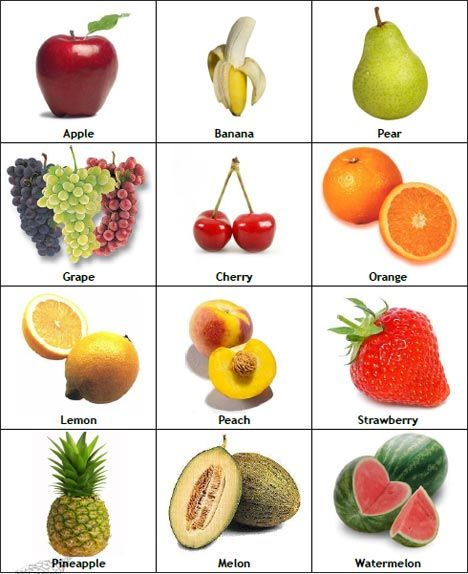 Apple
Banana
Pear
Grape
Cherry
Orange
Lemon
Peach
Strawberry
Pineapple
Melon
Watermelon